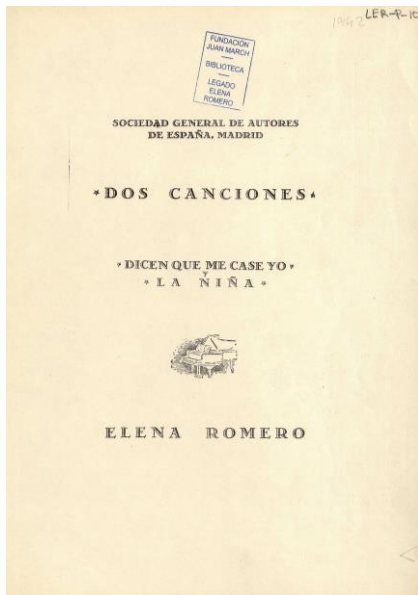 1942 LER-P-10
FUNDACIÓN
JUAN MARCH
BIBLIOTECA
LEGADO
ELENA
ROMERO
SOCIEDAD GENERAL DE AUTORES
DE ESPAÑA, MADRID
DOS CANCIONES
DICEN QUE ME CASE YO
Y
LA NIÑA
ELENA ROMERO